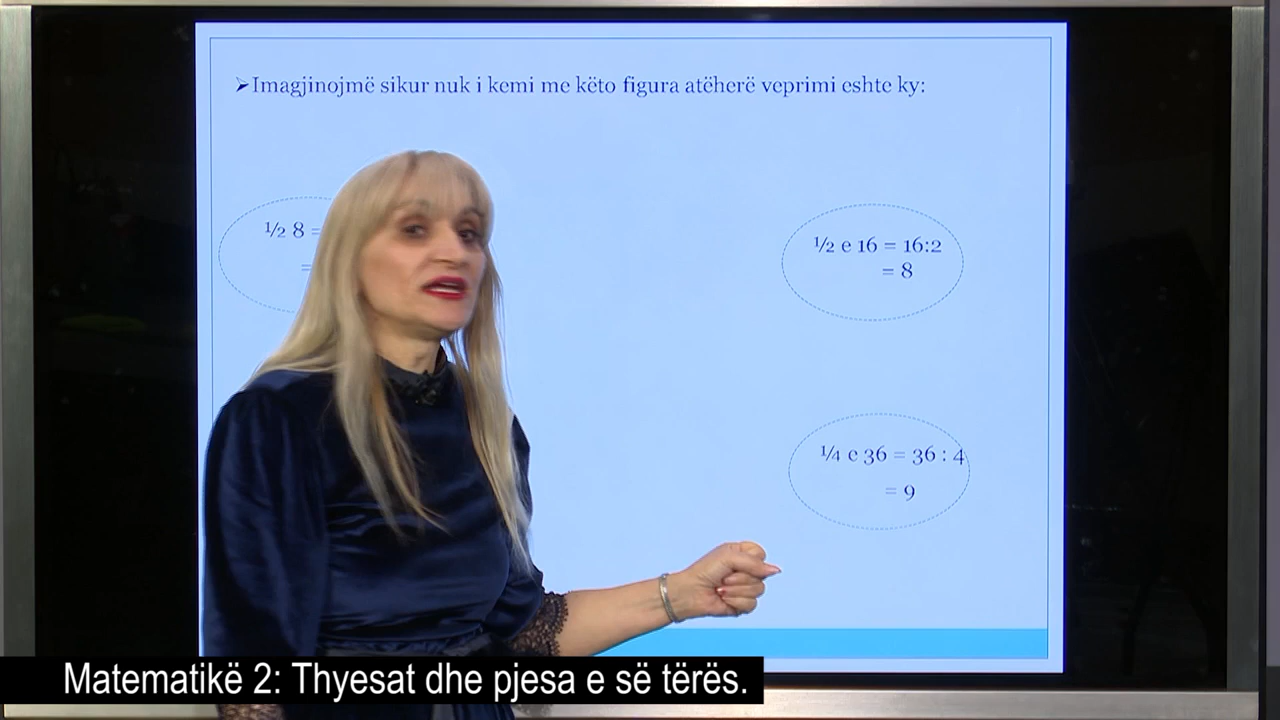 ➢Imagjinojmë sikur nuk i kemi me këto figura atëherë veprimi eshte ky:
½ 8 =
=
½ e 16 = 16:2
= 8
¼ e 36 = 36 : 4
= 9
Matematikë 2: Thyesat dhe pjesa e së tërës.